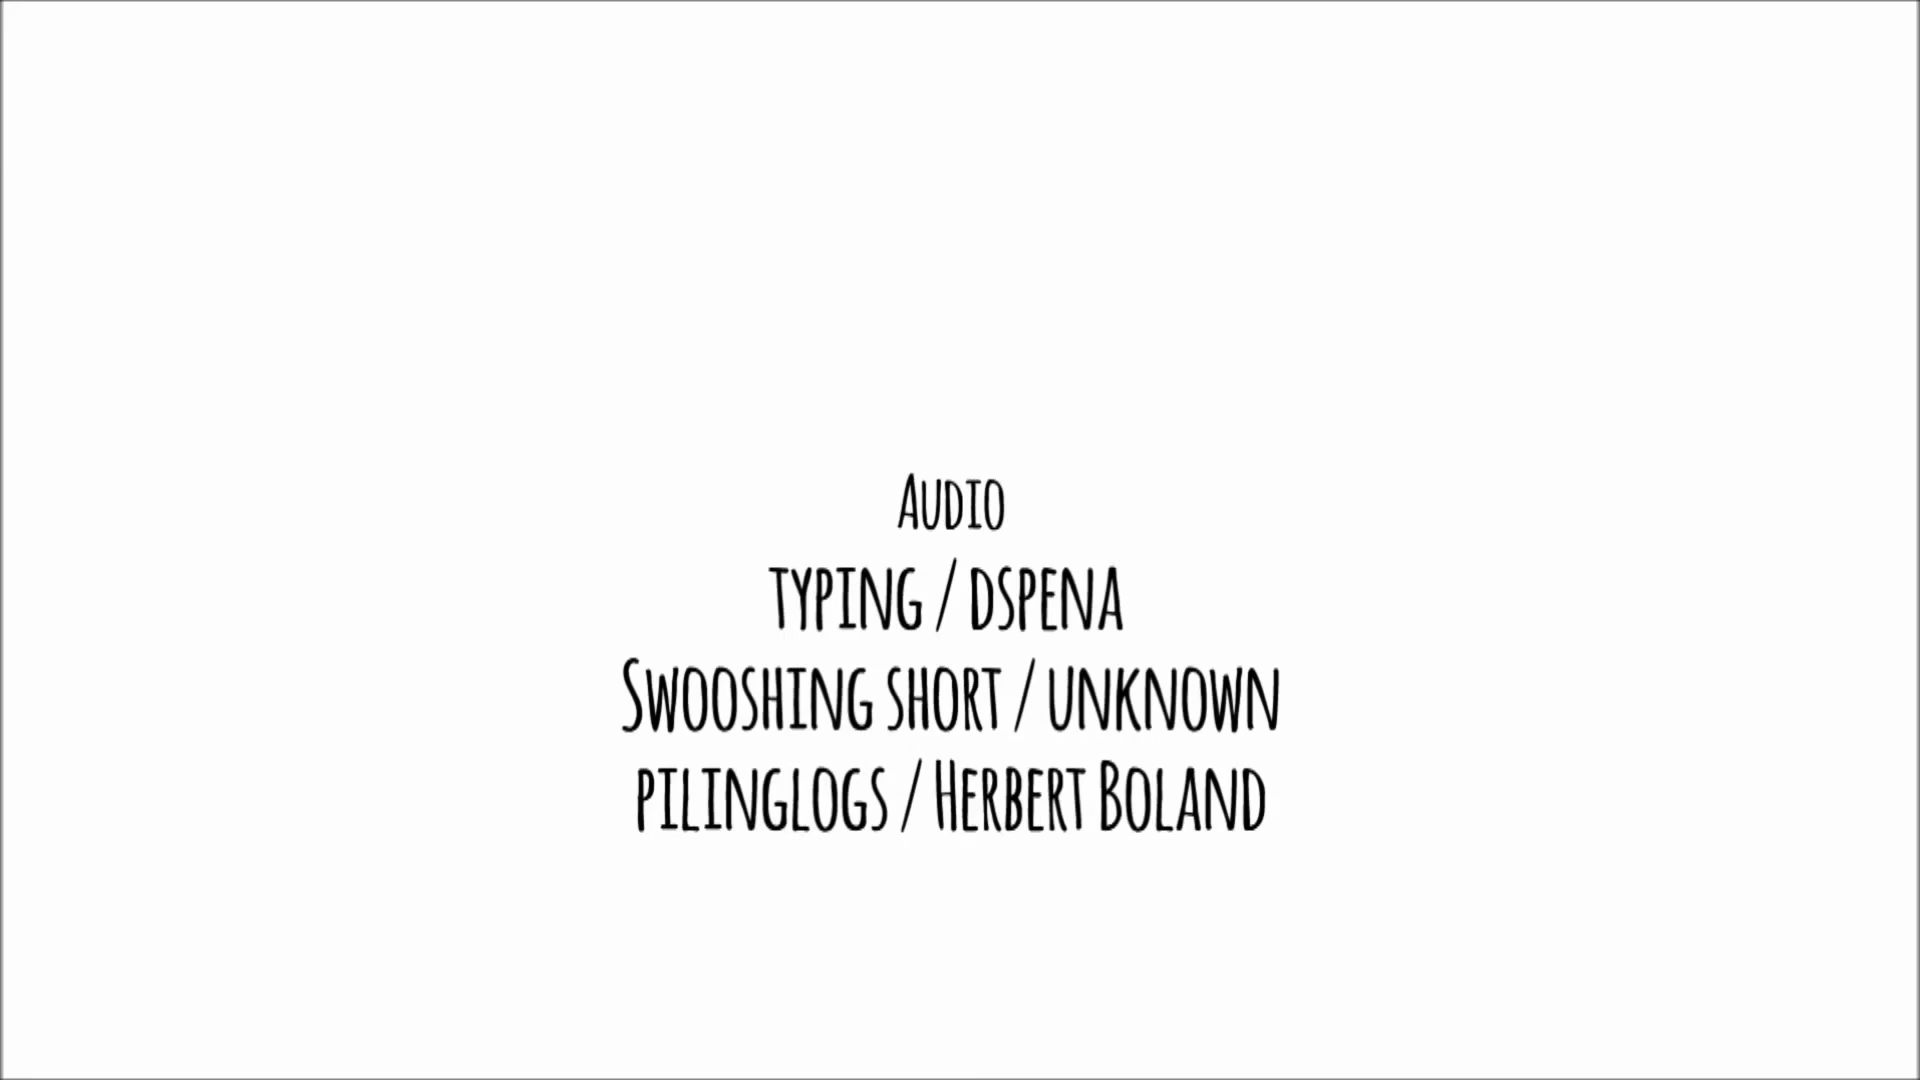 Audio
typing / dspena
Swooshing short / unknown
pilinglogs / Herbert Boland